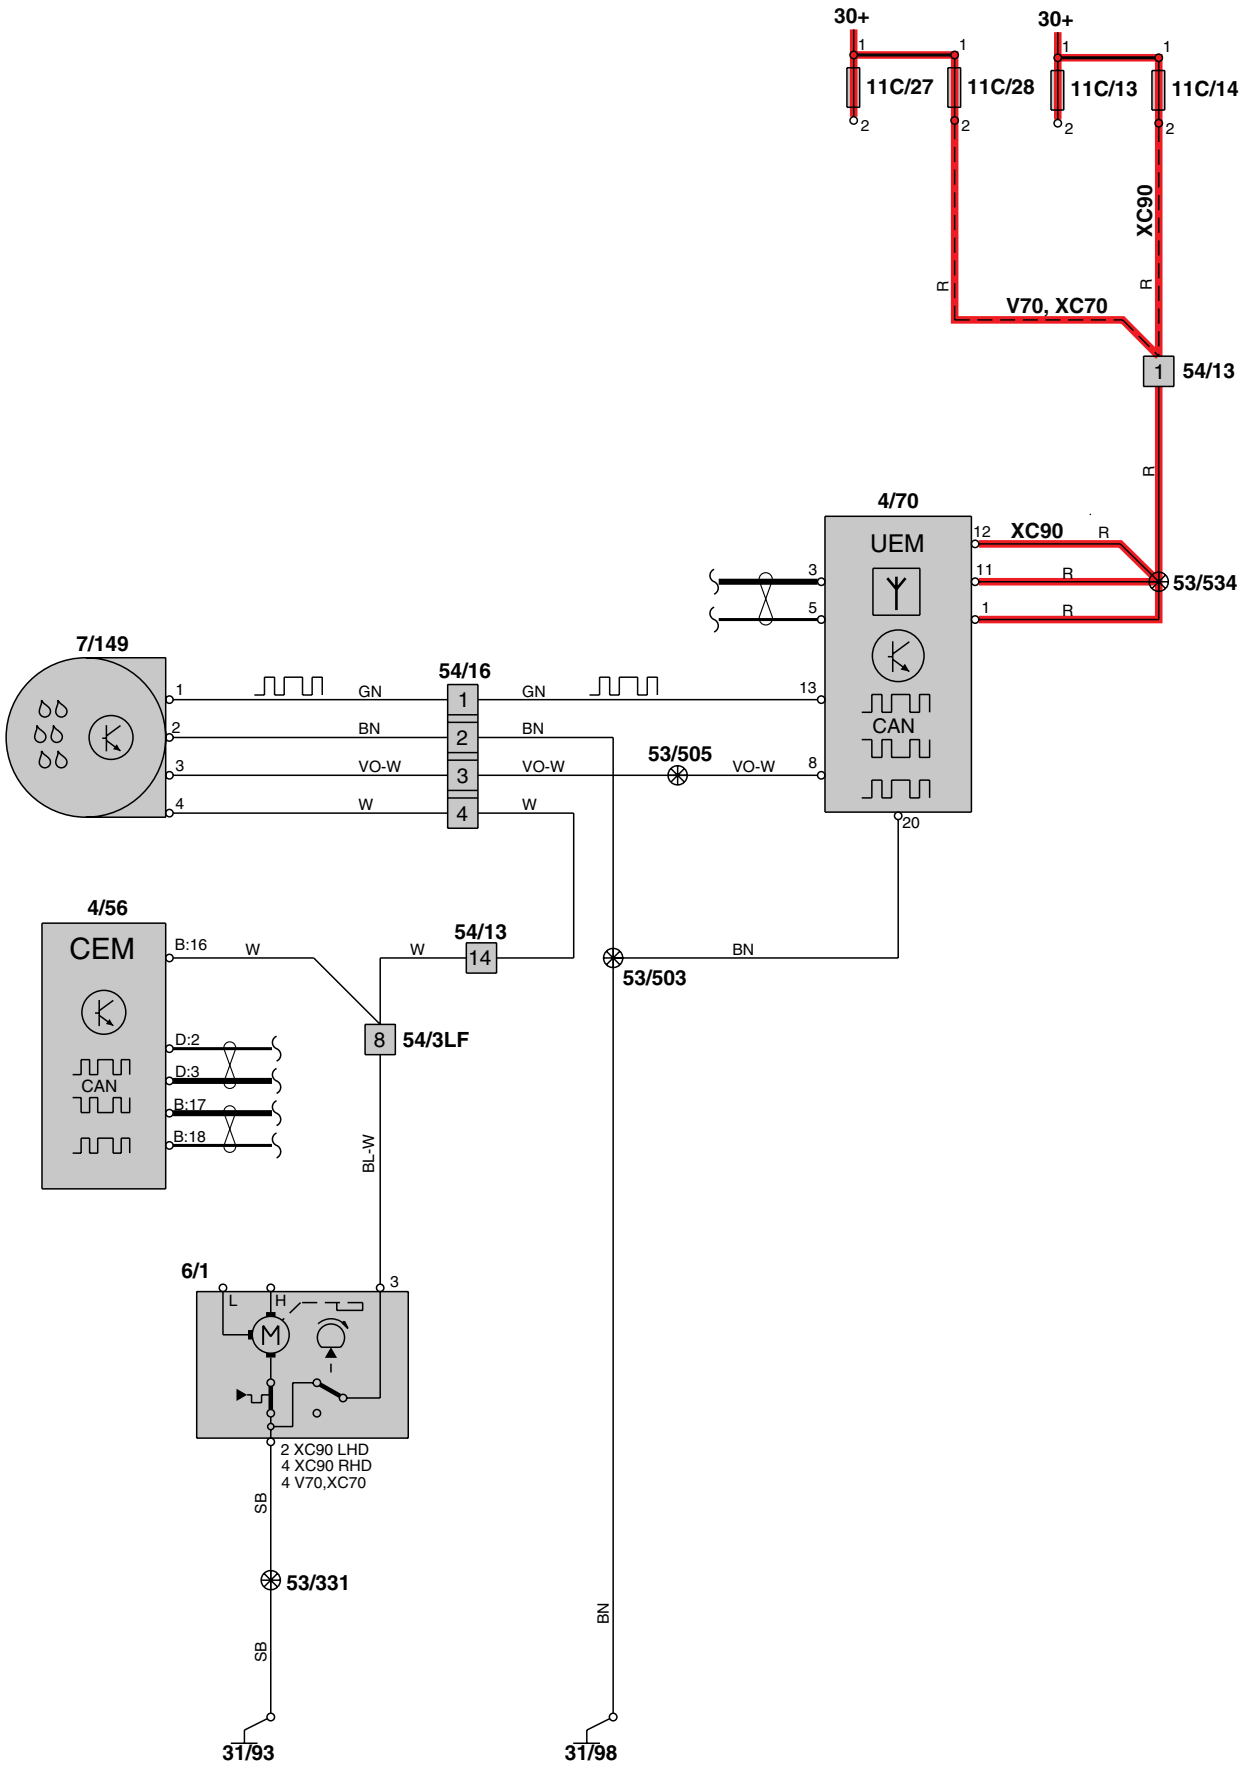 30+
30+
1
1
1
1
11C/27
11C/28
11C/13
11C/14
2
2
2
2
XC90
R
R
V70, XC70
1
54/13
R
4/70
UEM
12
XC90
R
3
11
R
53/534
5
1
R
7/149
54/16
1
GN
1
GN
13
CAN
2
BN
2
BN
53/505
3
VO-W
3
VO-W
VO-W
8
4
W
4
W
20
4/56
CEM
B:16
W
W
54/13
14
BN
53/503
8
54/3LF
D:2
D:3
CAN
B:17
B:18
BL-W
6/1
3
L
H
M
2 XC90 LHD
4 XC90 RHD
4 V70,XC70
SB
53/331
SB
BN
31/93
31/98